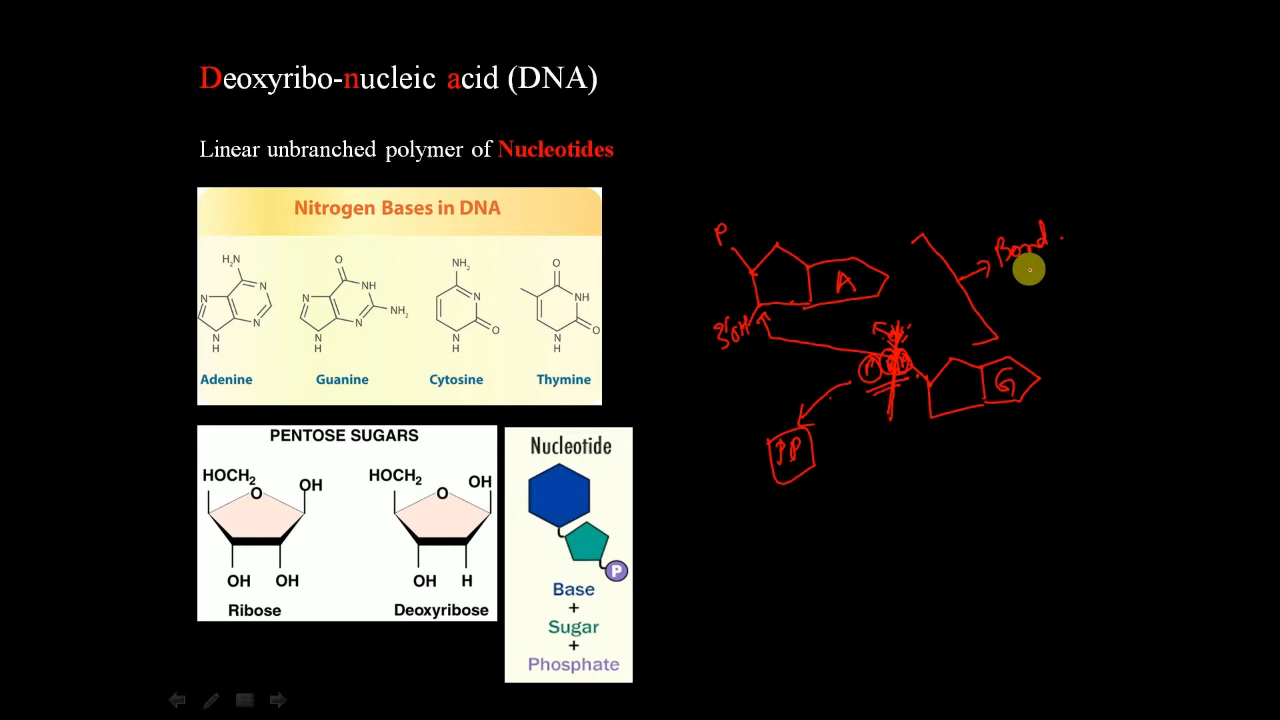 Deoxyribo-nucleic acid (DNA)
Linear unbranched polymer of Nucleotides
Nitrogen Bases in DNA
H₂N
N
N
N
N
H
Adenine
O
N
NH
N
NH₂
N
H
Guanine
NH₂
N
O
N
H
Cytosine
O
NH
O
N
H
Thymine
PENTOSE SUGARS
HOCH₂
O
OH
OH
OH
Ribose
HOCH₂
O
OH
OH
H
Deoxyribose
Nucleotide
P
Base
+
Sugar
+
Phosphate
P
A
3'OH
Bond.
P
G
PP